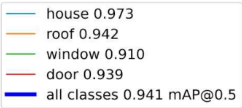 house 0.973
roof 0.942
window 0.910
door 0.939
all classes 0.941 mAP@0.5